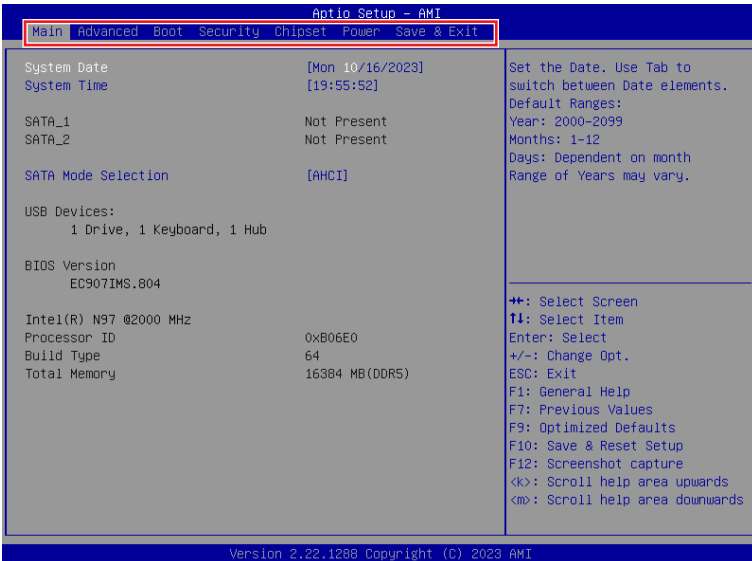 Aptio Setup – AMI
Main Advanced Boot Security Chipset Power Save & Exit
System Date [Mon 10/16/2023]
System Time [19:55:52]
SATA_1 Not Present
SATA_2 Not Present
SATA Mode Selection [AHCI]
USB Devices:
1 Drive, 1 Keyboard, 1 Hub
BIOS Version
EC907IMS.804
Intel(R) N97 @2000 MHz
Processor ID 0xB06E0
Build Type 64
Total Memory 16384 MB(DDR5)
Set the Date. Use Tab to
switch between Date elements.
Default Ranges:
Year: 2000-2099
Months: 1-12
Days: Dependent on month
Range of Years may vary.
→←: Select Screen
↑↓: Select Item
Enter: Select
+/-: Change Opt.
ESC: Exit
F1: General Help
F7: Previous Values
F9: Optimized Defaults
F10: Save & Reset Setup
F12: Screenshot capture
<k>: Scroll help area upwards
<m>: Scroll help area downwards
Version 2.22.1288 Copyright (C) 2023 AMI